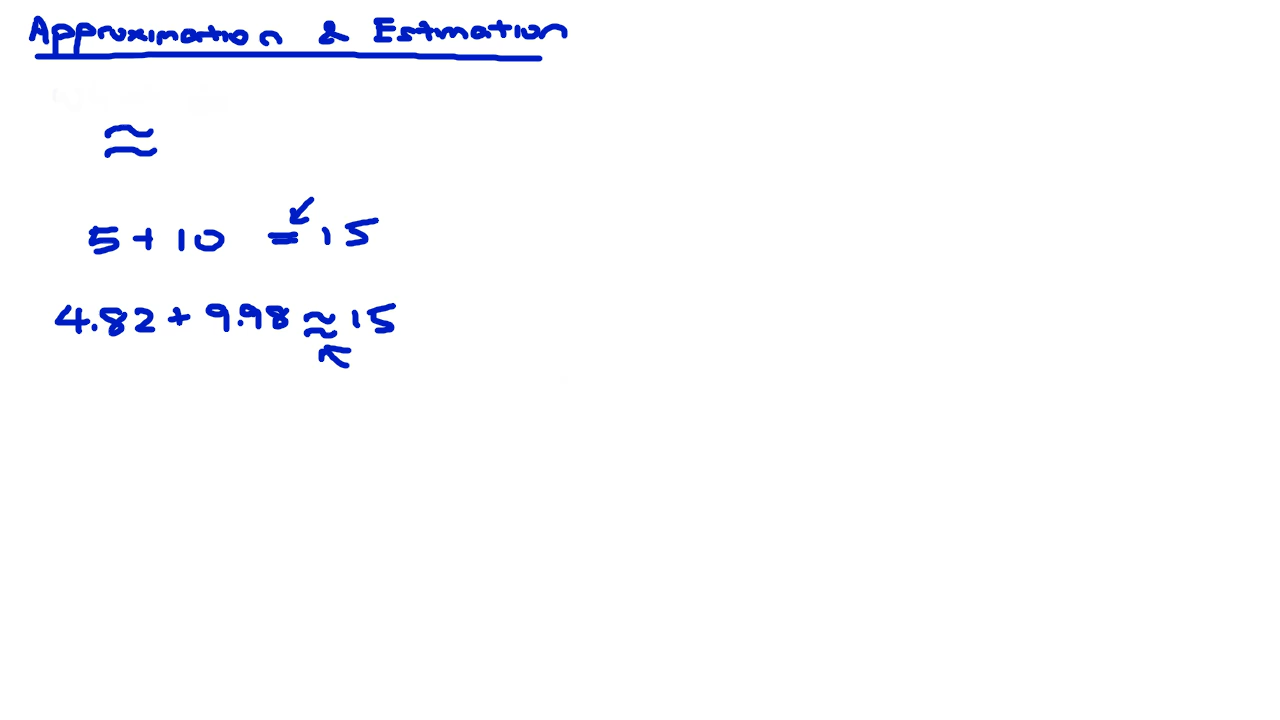 Approximation & Estimation
≈
5 + 10 = 15
4.82 + 9.98 ≈ 15